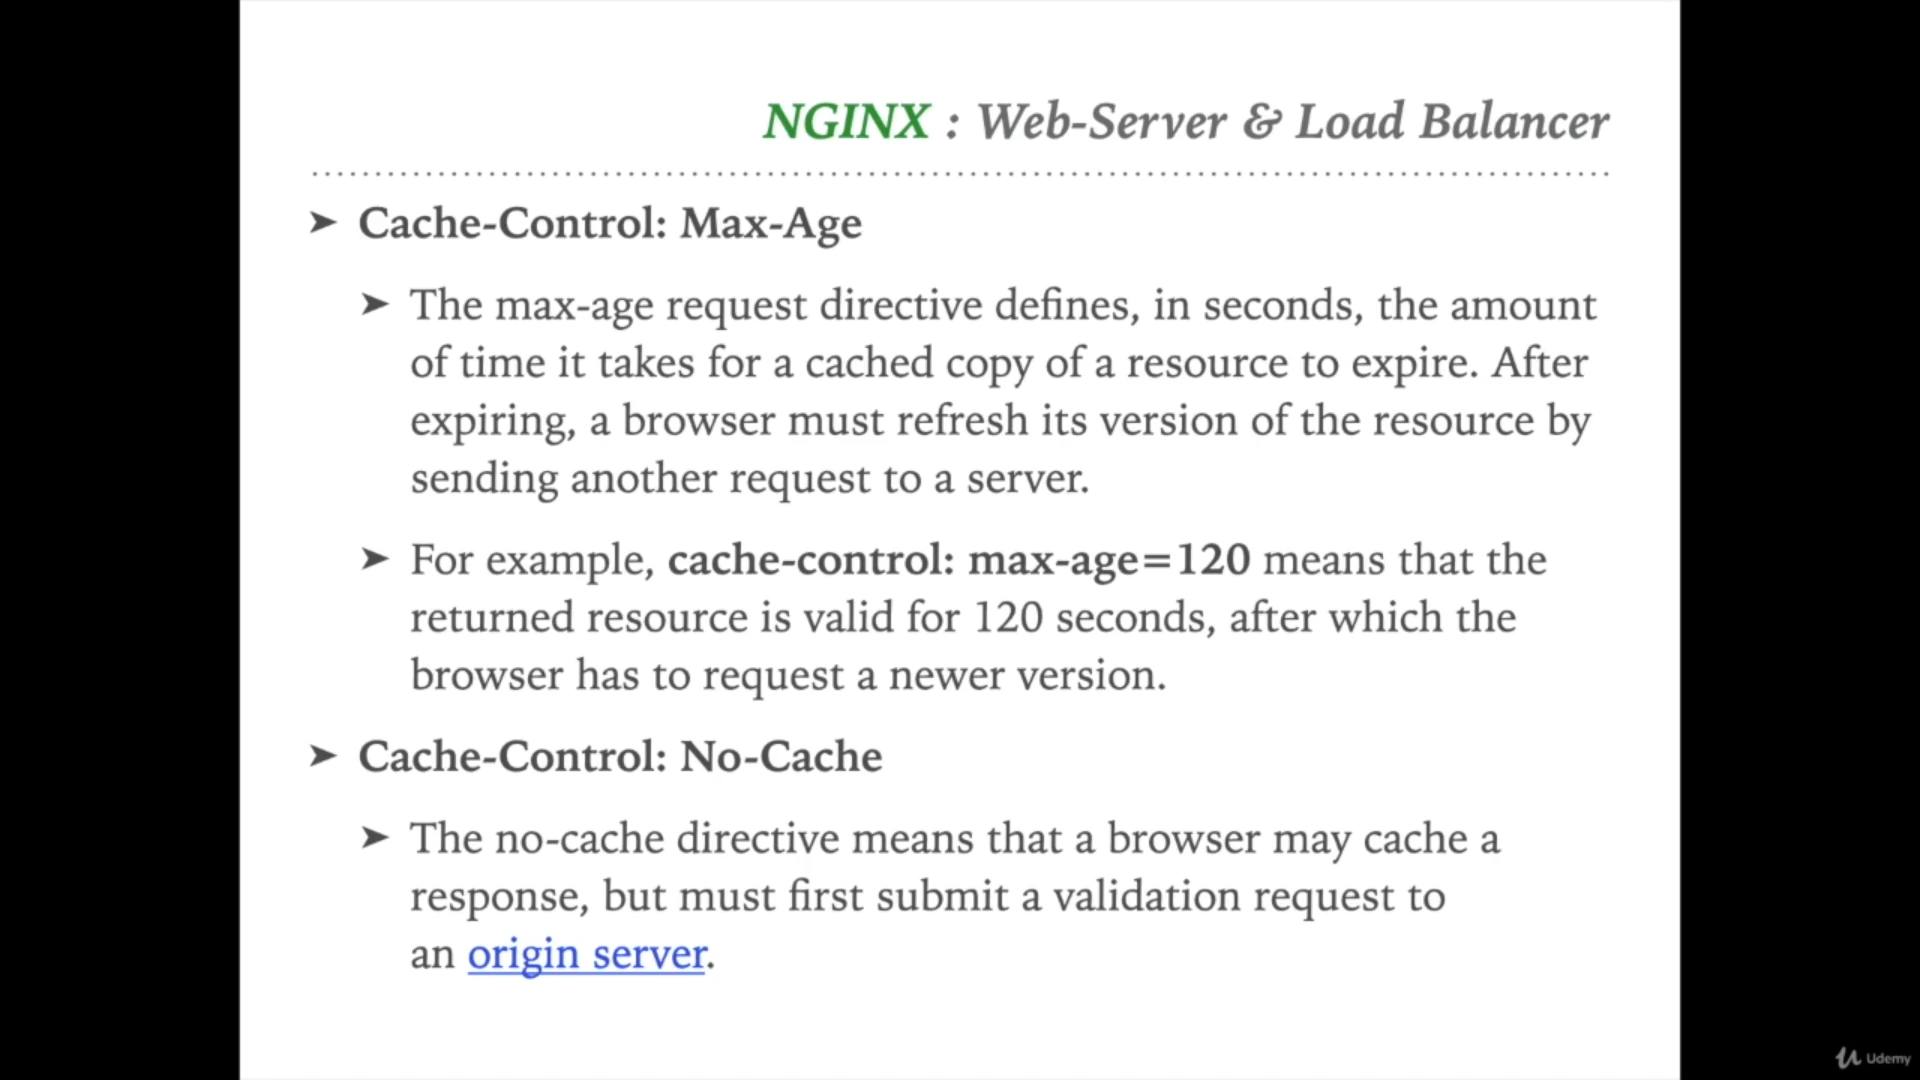 NGINX : Web-Server & Load Balancer
➤ Cache-Control: Max-Age
➤ The max-age request directive defines, in seconds, the amount
of time it takes for a cached copy of a resource to expire. After
expiring, a browser must refresh its version of the resource by
sending another request to a server.
➤ For example, cache-control: max-age=120 means that the
returned resource is valid for 120 seconds, after which the
browser has to request a newer version.
➤ Cache-Control: No-Cache
➤ The no-cache directive means that a browser may cache a
response, but must first submit a validation request to
an origin server.
Udemy